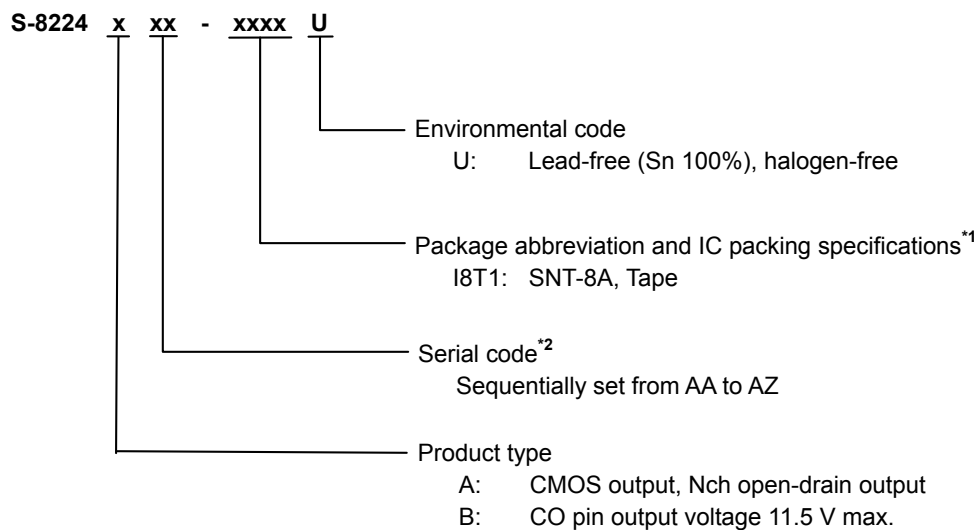 S-8224 x xx - xxxx U
Environmental code
U: Lead-free (Sn 100%), halogen-free
Package abbreviation and IC packing specifications*1
I8T1: SNT-8A, Tape
Serial code*2
Sequentially set from AA to AZ
Product type
A: CMOS output, Nch open-drain output
B: CO pin output voltage 11.5 V max.